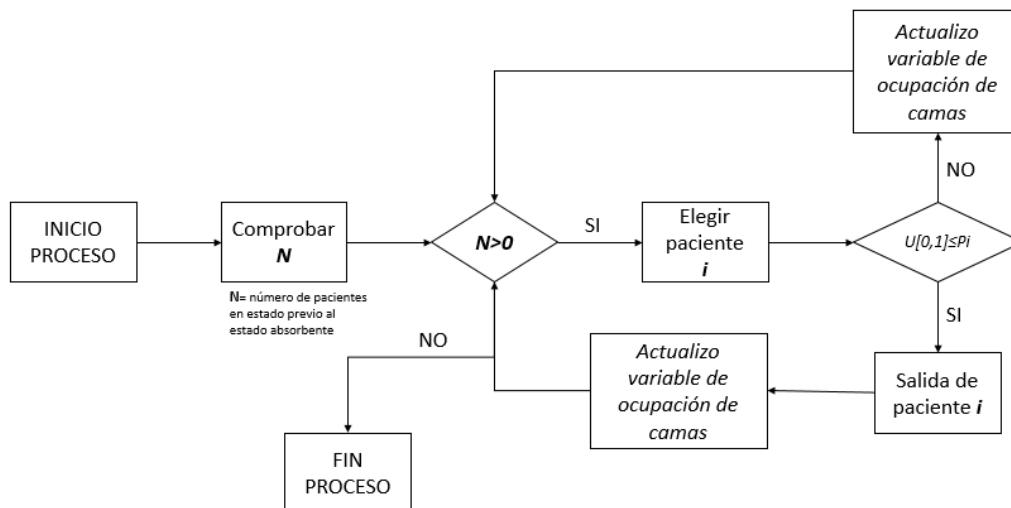 Actualizo
variable de
ocupación de
camas
NO
INICIO
PROCESO
Comprobar
N
N>0
SI
Elegir
paciente
i
U[0,1]≤Pi
N= número de pacientes
en estado previo al
estado absorbente
NO
SI
Actualizo
variable de
ocupación de
camas
Salida de
paciente i
FIN
PROCESO